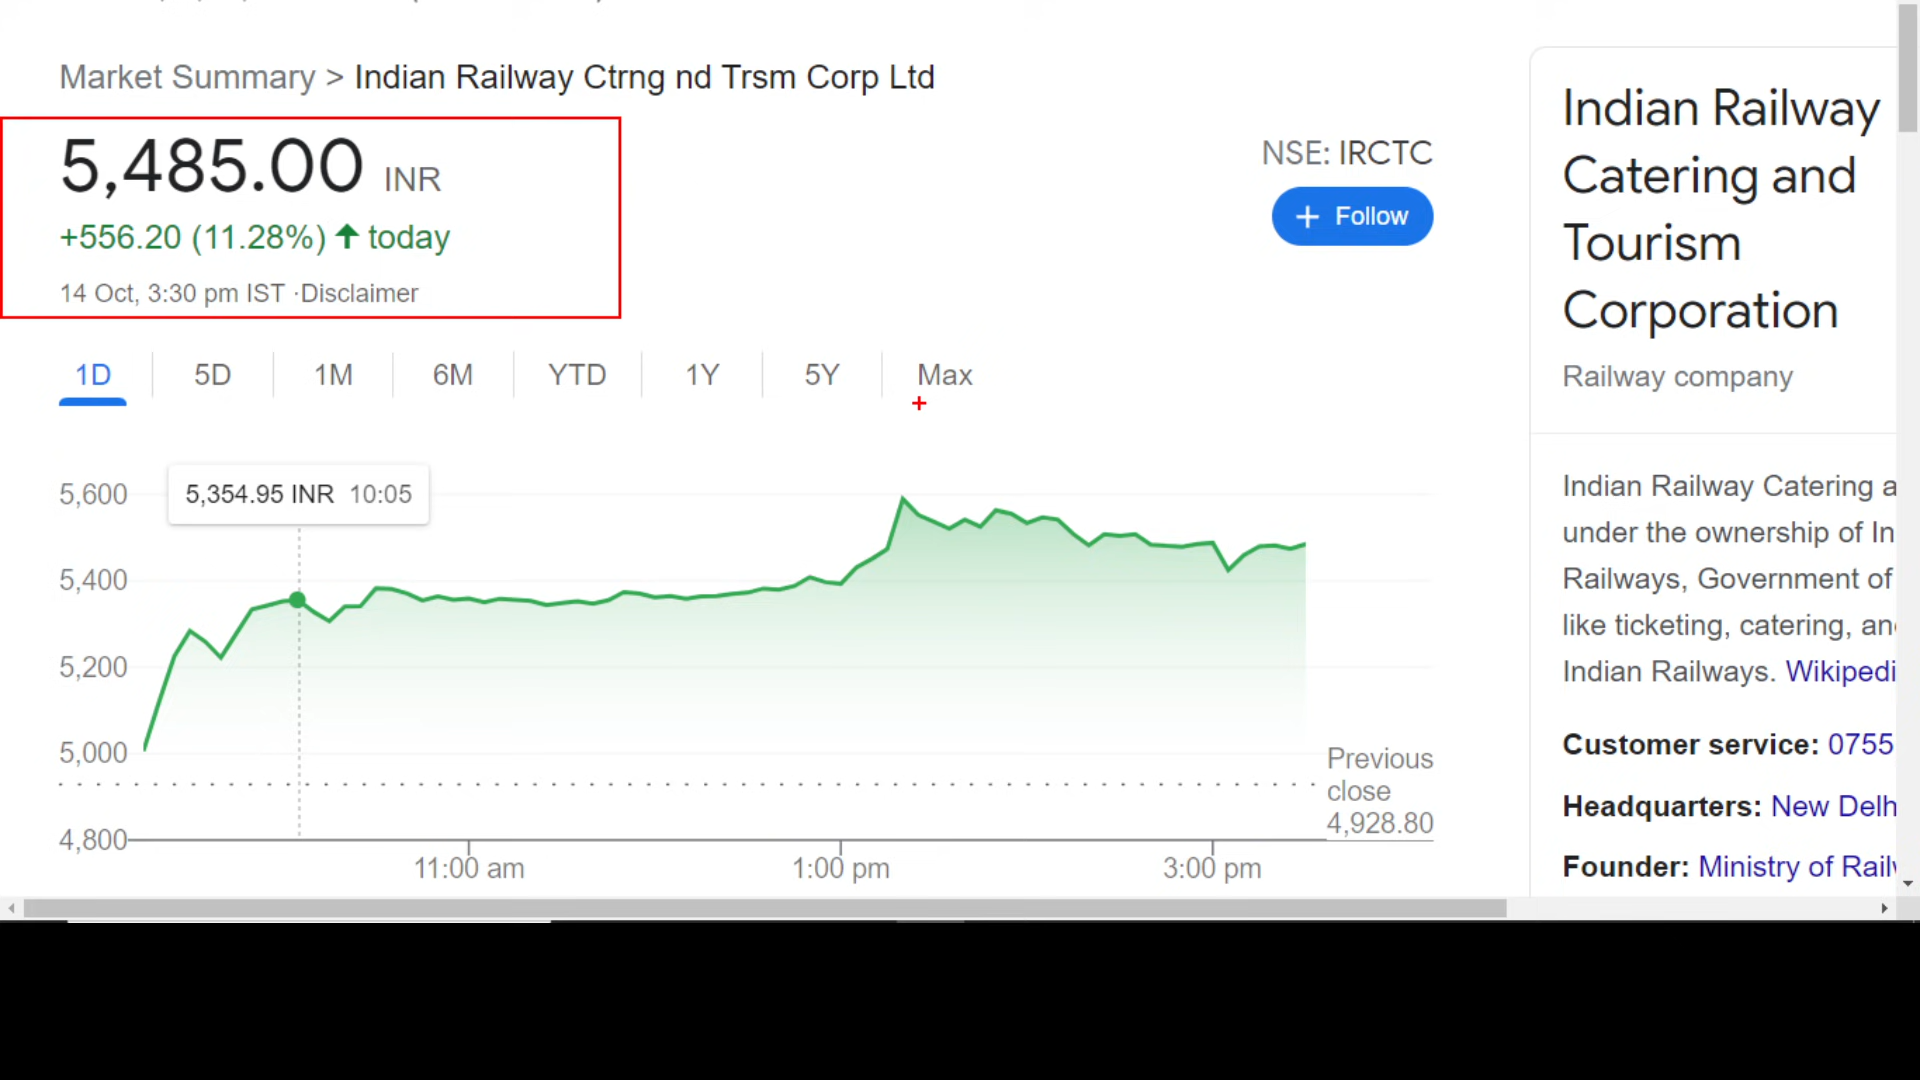 Market Summary > Indian Railway Ctrng nd Trsm Corp Ltd
5,485.00 INR
+556.20 (11.28%) ↑ today
14 Oct, 3:30 pm IST ·Disclaimer
NSE: IRCTC
+ Follow
1D 5D 1M 6M YTD 1Y 5Y Max
5,354.95 INR 10:05
5,600
5,400
5,200
5,000
4,800
Previous
close
4,928.80
11:00 am 1:00 pm 3:00 pm
Indian Railway
Catering and
Tourism
Corporation
Railway company
Indian Railway Catering a
under the ownership of In
Railways, Government of
like ticketing, catering, an
Indian Railways. Wikipedi
Customer service: 0755
Headquarters: New Delh
Founder: Ministry of Rail